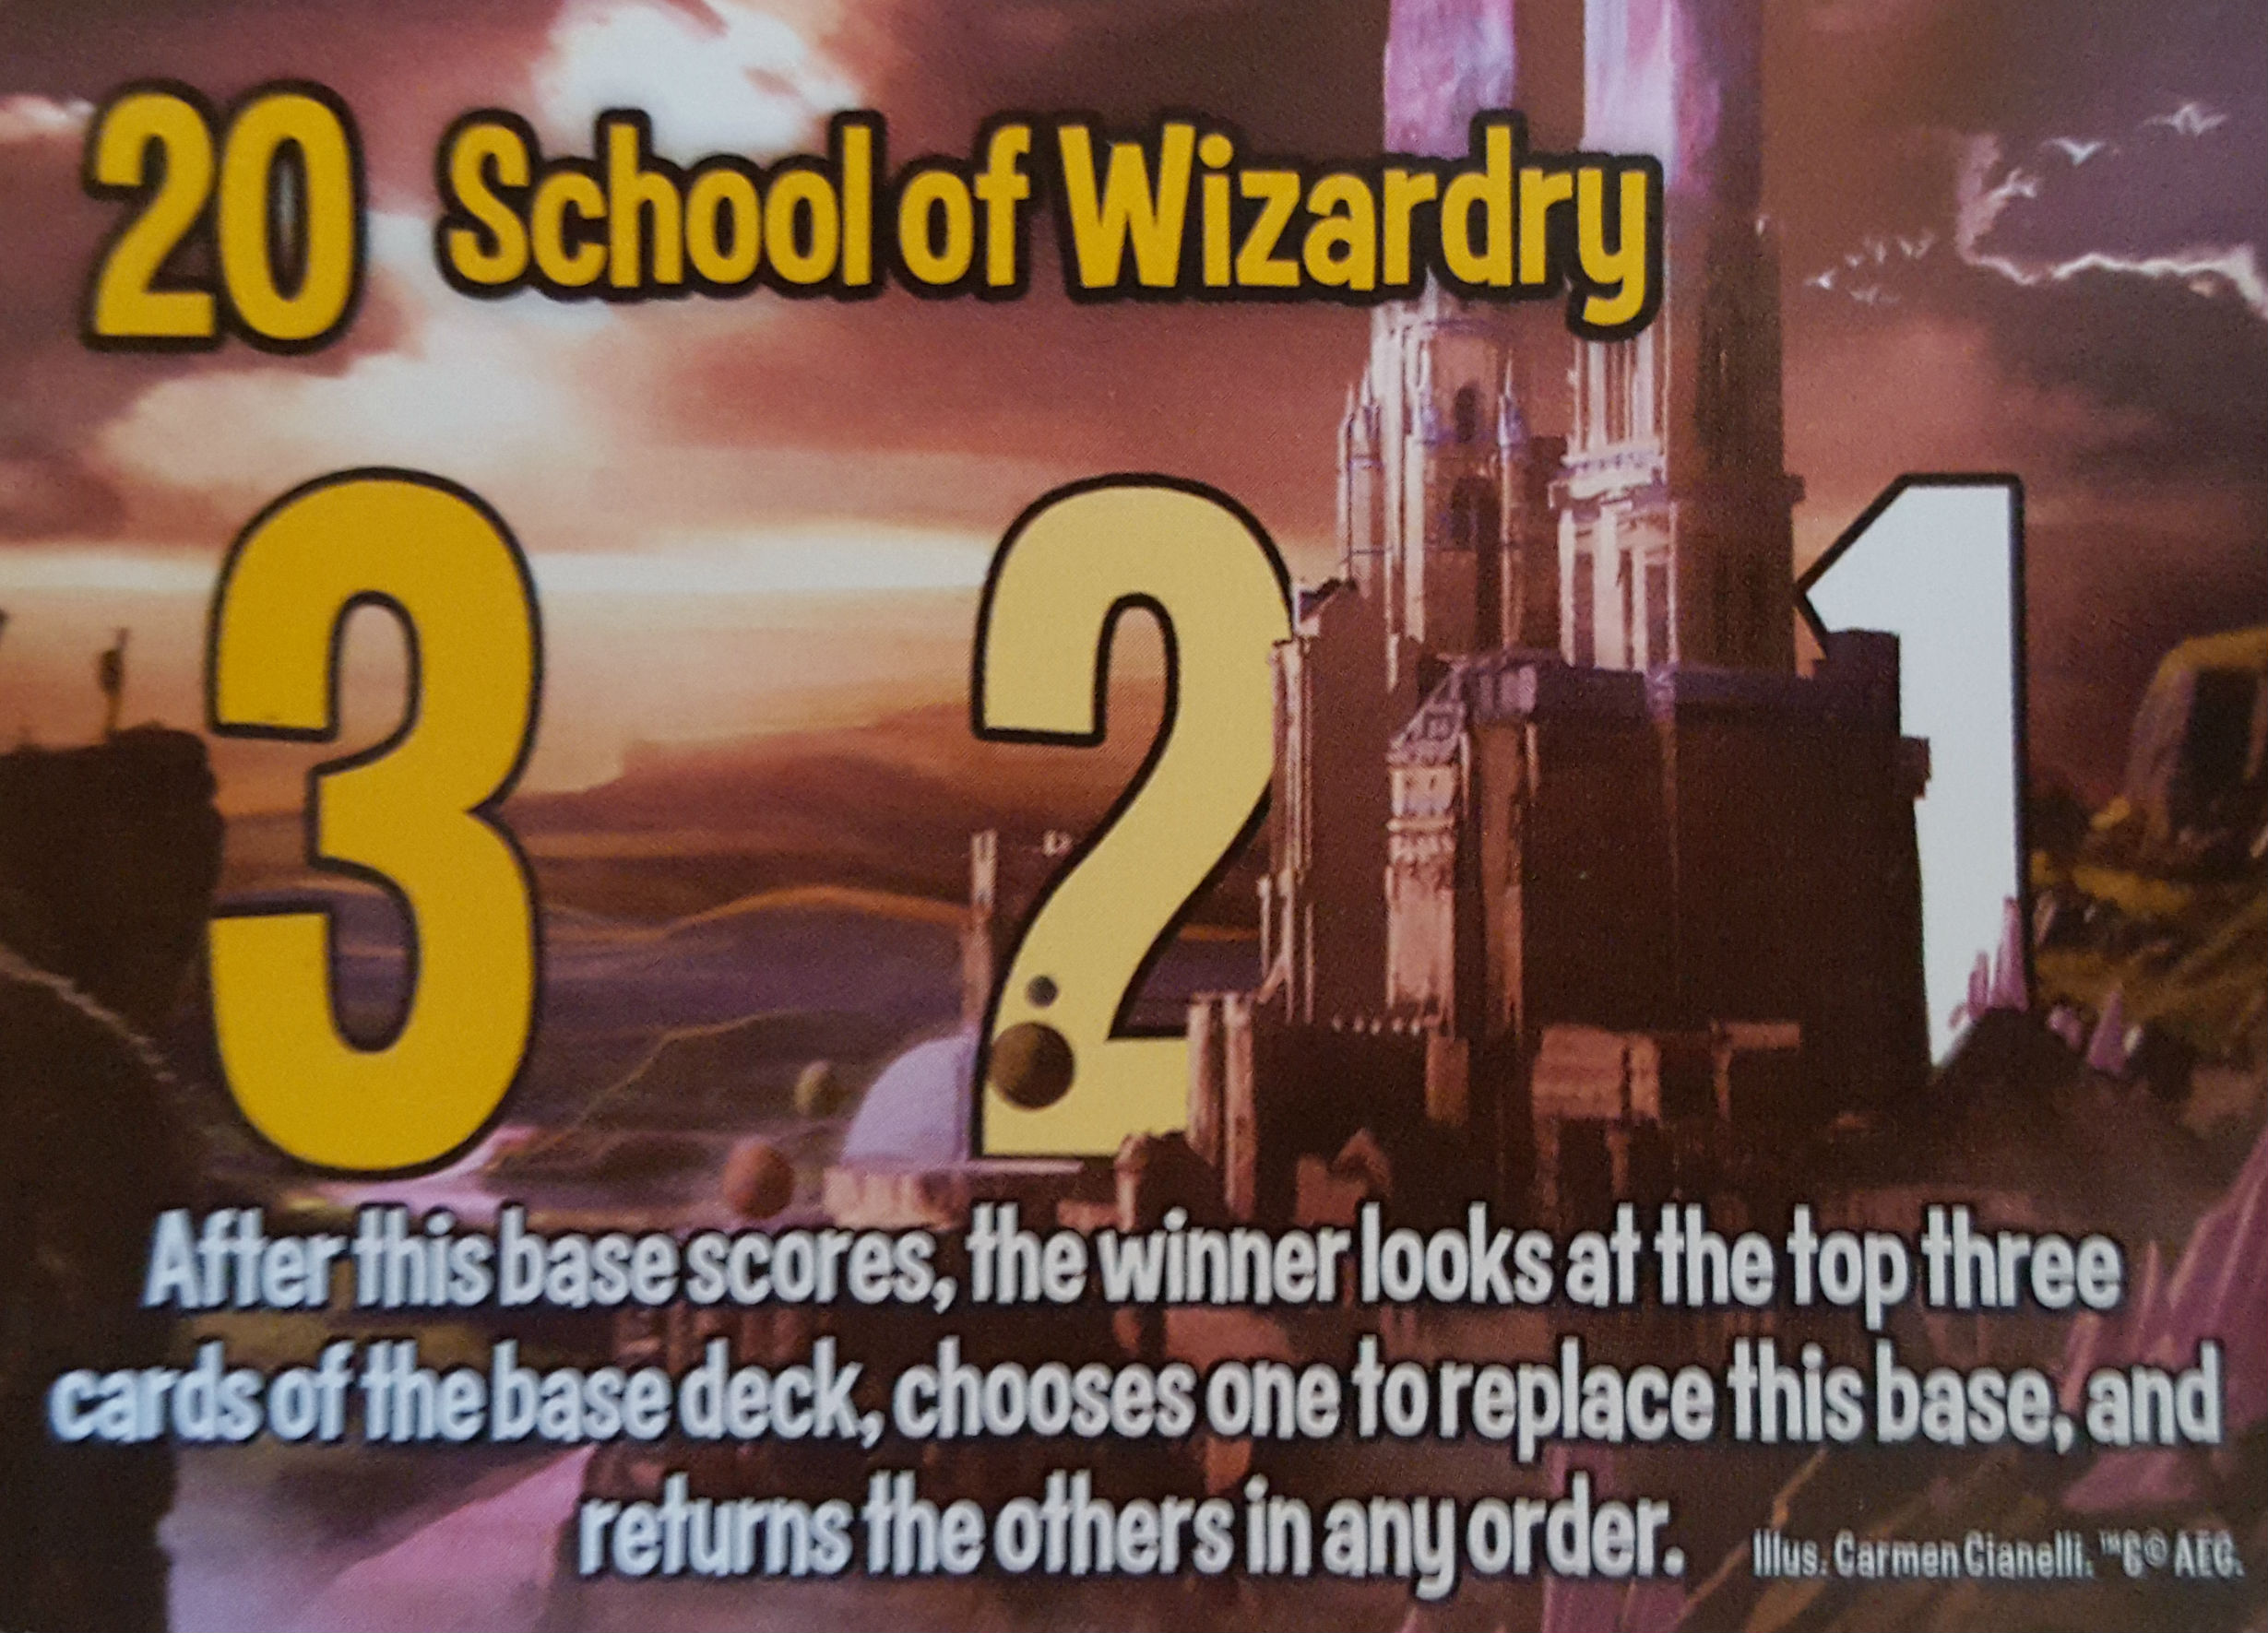 20 School of Wizardry
3 2 1
After this base scores, the winner looks at the top three
cards of the base deck, chooses one to replace this base, and
returns the others in any order.
Illus. Carmen Cianelli. ™&© AEG.